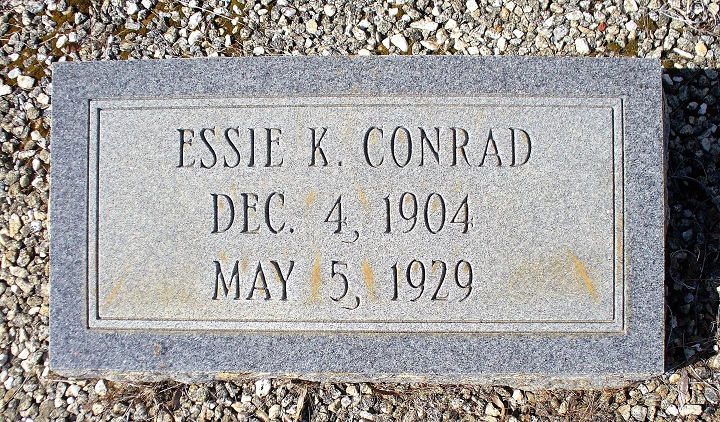 ESSIE K. CONRAD
DEC. 4, 1904
MAY 5, 1929